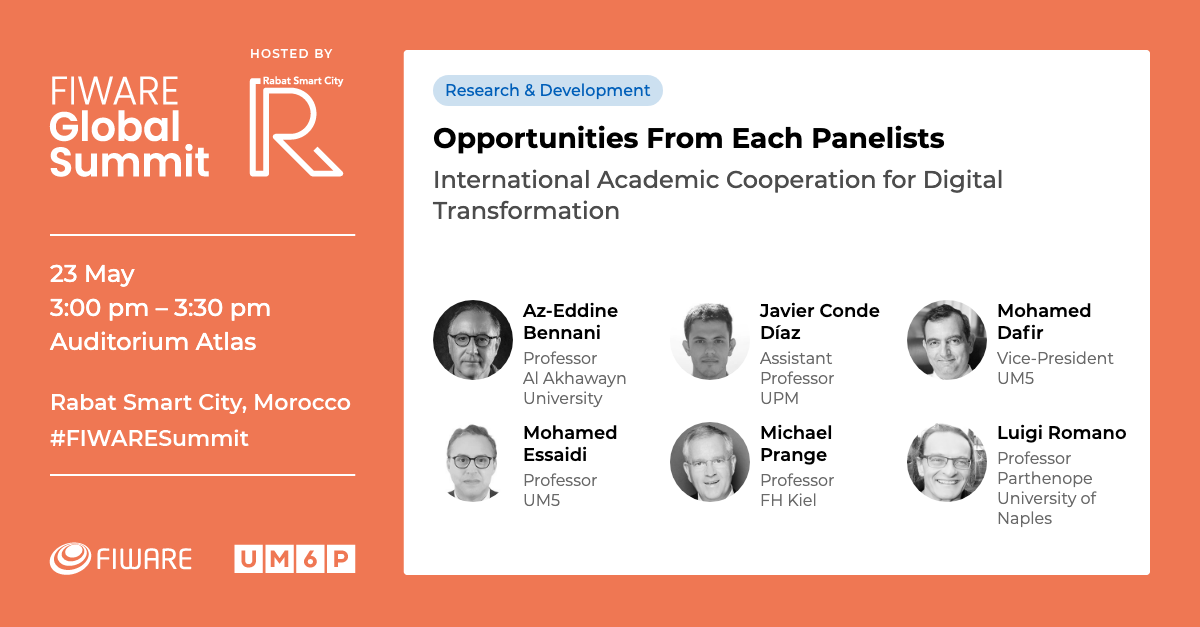 HOSTED BY
FIWARE
Global
Summit
Rabat Smart City
R
23 May
3:00 pm – 3:30 pm
Auditorium Atlas
Rabat Smart City, Morocco
#FIWARESummit
FIWARE
UM6P
Research & Development
Opportunities From Each Panelists
International Academic Cooperation for Digital
Transformation
Az-Eddine
Bennani
Professor
Al Akhawayn
University
Javier Conde
Díaz
Assistant
Professor
UPM
Mohamed
Dafir
Vice-President
UM5
Mohamed
Essaidi
Professor
UM5
Michael
Prange
Professor
FH Kiel
Luigi Romano
Professor
Parthenope
University of
Naples